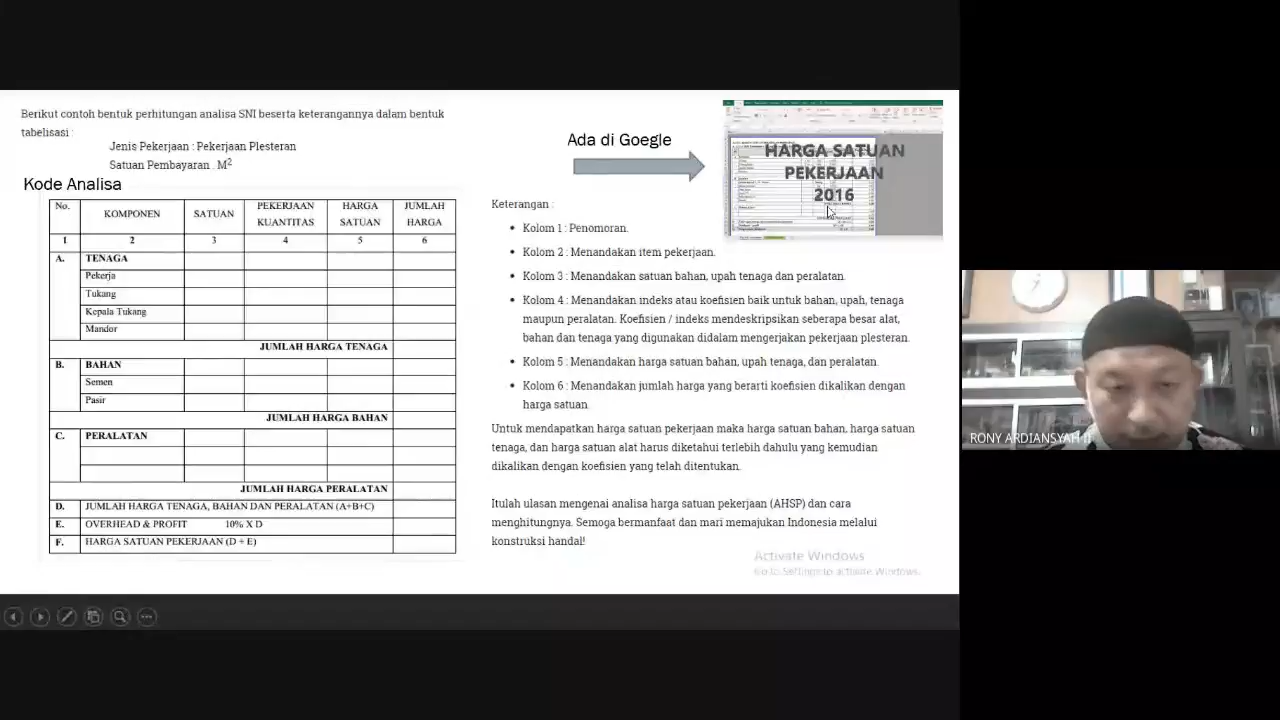 Berikut contoh bentuk perhitungan analisa SNI beserta keterangannya dalam bentuk
tabelisasi :
Jenis Pekerjaan : Pekerjaan Plesteran
Satuan Pembayaran . M2
Kode Analisa
No. KOMPONEN SATUAN PEKERJAAN KUANTITAS HARGA SATUAN JUMLAH HARGA
1 2 3 4 5 6
A. TENAGA
Pekerja
Tukang
Kepala Tukang
Mandor
JUMLAH HARGA TENAGA
B. BAHAN
Semen
Pasir
JUMLAH HARGA BAHAN
C. PERALATAN
JUMLAH HARGA PERALATAN
D. JUMLAH HARGA TENAGA, BAHAN DAN PERALATAN (A+B+C)
E. OVERHEAD & PROFIT 10% X D
F. HARGA SATUAN PEKERJAAN (D + E)
Ada di Goegle
HARGA SATUAN
PEKERJAAN
2016
Keterangan :
• Kolom 1 : Penomoran.
• Kolom 2 : Menandakan item pekerjaan.
• Kolom 3 : Menandakan satuan bahan, upah tenaga dan peralatan.
• Kolom 4 : Menandakan indeks atau koefisien baik untuk bahan, upah, tenaga
maupun peralatan. Koefisien / indeks mendeskripsikan seberapa besar alat,
bahan dan tenaga yang digunakan didalam mengerjakan pekerjaan plesteran.
• Kolom 5 : Menandakan harga satuan bahan, upah tenaga, dan peralatan.
• Kolom 6 : Menandakan jumlah harga yang berarti koefisien dikalikan dengan
harga satuan.
Untuk mendapatkan harga satuan pekerjaan maka harga satuan bahan, harga satuan
tenaga, dan harga satuan alat harus diketahui terlebih dahulu yang kemudian
dikalikan dengan koefisien yang telah ditentukan.
Itulah ulasan mengenai analisa harga satuan pekerjaan (AHSP) dan cara
menghitungnya. Semoga bermanfaat dan mari memajukan Indonesia melalui
konstruksi handal!
Activate Windows
Go to Settings to activate Windows.
RONY ARDIANSYAH